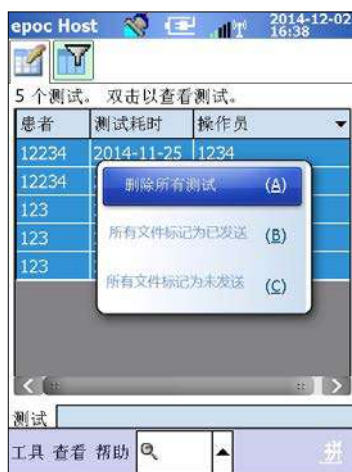 epoc Host 2014-12-02
16:38
5 个测试。 双击以查看测试。
患者 测试耗时 操作员
12234 2014-11-25 1234
12234
123
123
123
删除所有测试 (A)
所有文件标记为已发送 (B)
所有文件标记为未发送 (C)
测试
工具 查看 帮助
拼